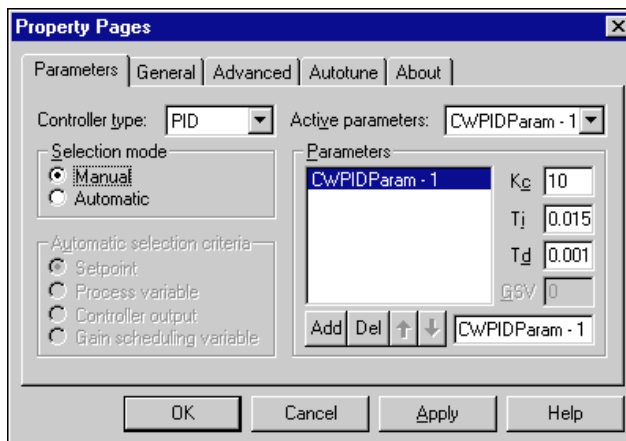 Property Pages
Parameters General Advanced Autotune About
Controller type: PID Active parameters: CWPIDParam - 1
Selection mode
Manual
Automatic
Automatic selection criteria
Setpoint
Process variable
Controller output
Gain scheduling variable
Parameters
CWPIDParam - 1
Kc 10
Ti 0.015
Td 0.001
GSV 0
Add Del CWPIDParam - 1
OK Cancel Apply Help